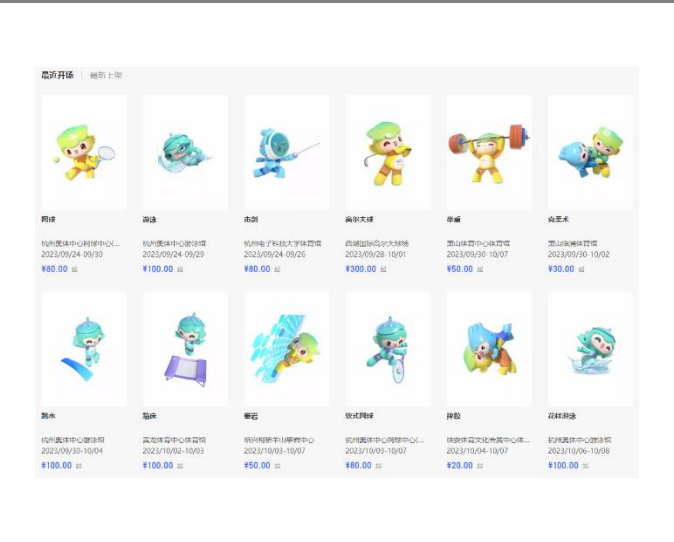 最近开场 | 最新上架
网球
杭州奥体中心网球中心(...
2023/09/24-09/30
¥80.00 起
游泳
杭州奥体中心游泳馆
2023/09/24-09/29
¥100.00 起
击剑
杭州电子科技大学体育馆
2023/09/24-09/26
¥80.00 起
高尔夫球
西湖国际高尔夫球场
2023/09/28-10/01
¥300.00 起
举重
萧山体育中心体育馆
2023/09/30-10/07
¥50.00 起
克柔术
萧山临浦体育馆
2023/09/30-10/02
¥30.00 起
跳水
杭州奥体中心游泳馆
2023/09/30-10/04
¥100.00 起
蹦床
黄龙体育中心体育馆
2023/10/02-10/03
¥100.00 起
攀岩
绍兴柯桥羊山攀岩中心
2023/10/03-10/07
¥50.00 起
软式网球
杭州奥体中心网球中心(...
2023/10/03-10/07
¥80.00 起
摔跤
临安体育文化会展中心体...
2023/10/04-10/07
¥20.00 起
花样游泳
杭州奥体中心游泳馆
2023/10/06-10/08
¥100.00 起